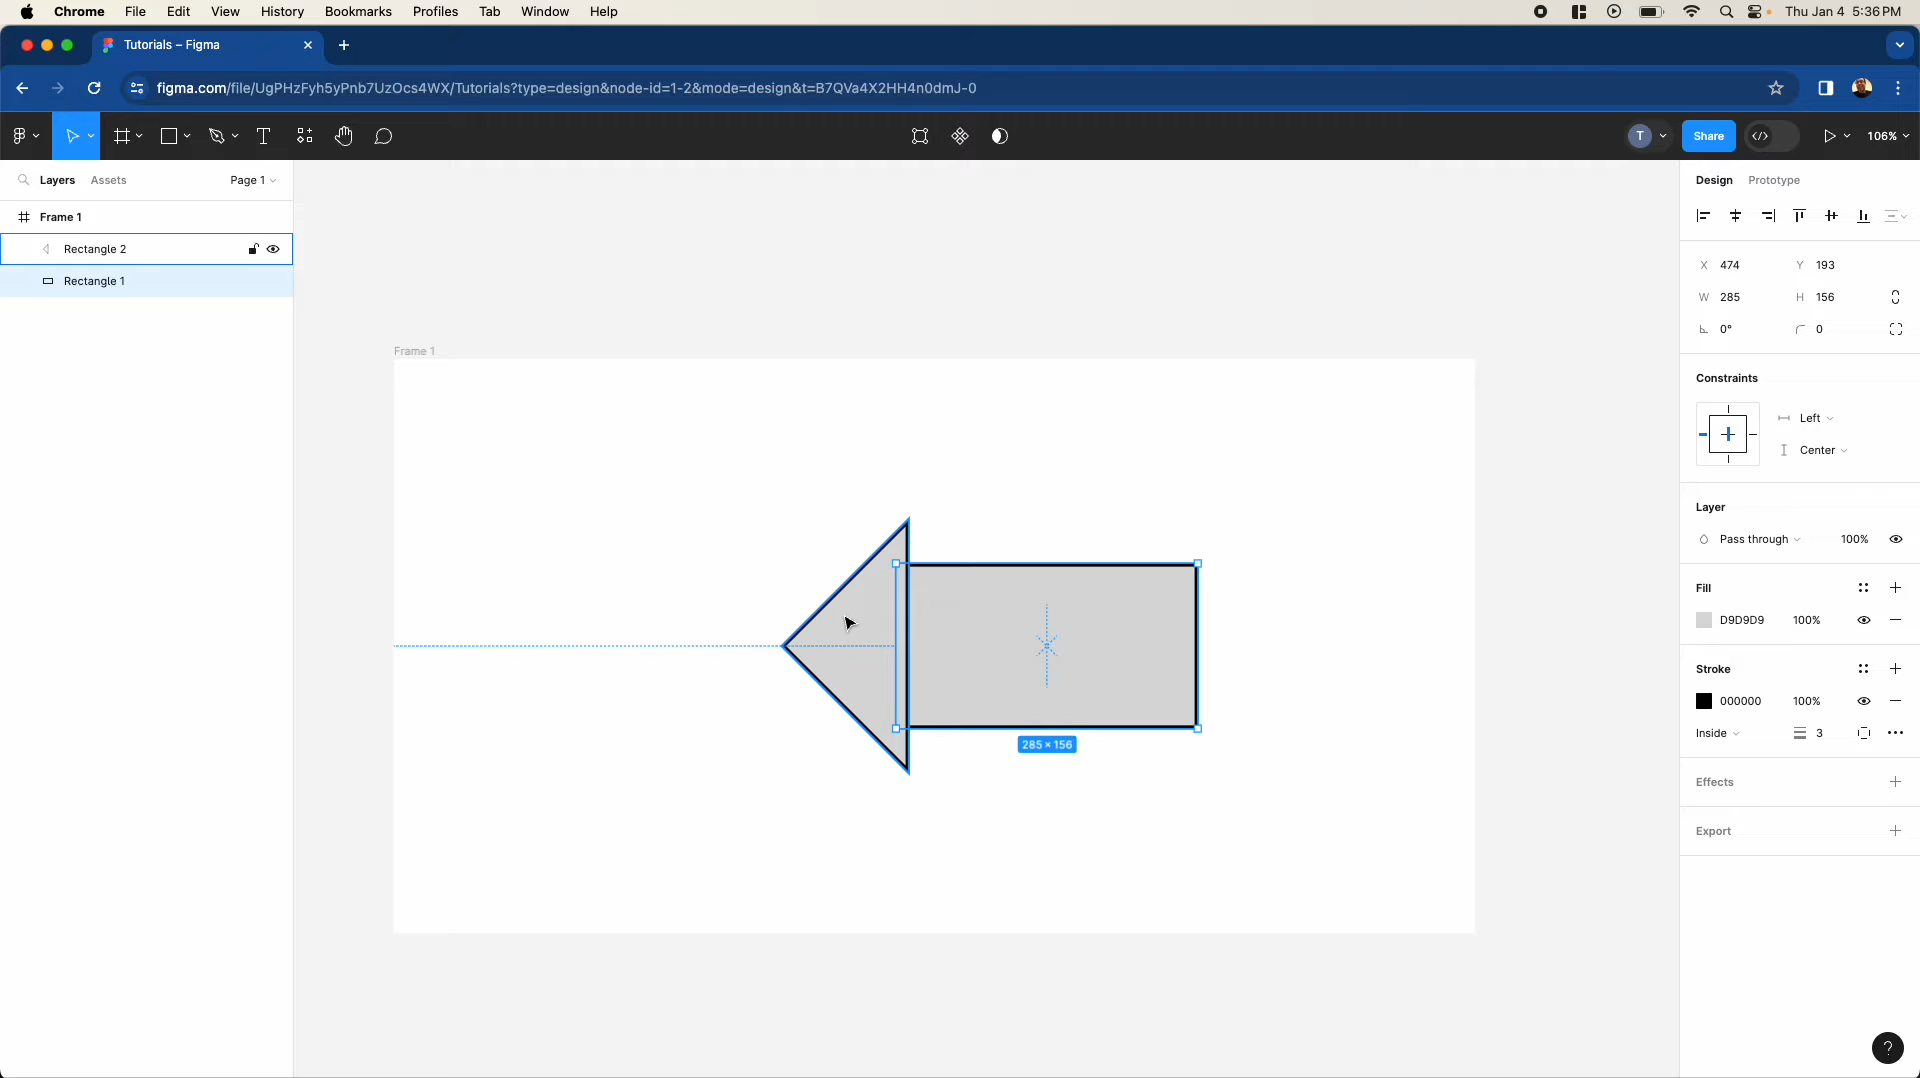 Chrome File Edit View History Bookmarks Profiles Tab Window Help Thu Jan 4 5:36 PM
Tutorials – Figma
figma.com/file/UgPHzFyh5yPnb7UzOcs4WX/Tutorials?type=design&node-id=1-2&mode=design&t=B7QVa4X2HH4n0dmJ-0
T Share 106%
Layers Assets Page 1
Design Prototype
Frame 1
Rectangle 2
Rectangle 1
X 474 Y 193
W 285 H 156
0° 0
Frame 1
Constraints
Left
Center
Layer
Pass through 100%
Fill
D9D9D9 100%
Stroke
000000 100%
Inside 3
285 × 156
Effects
Export
?